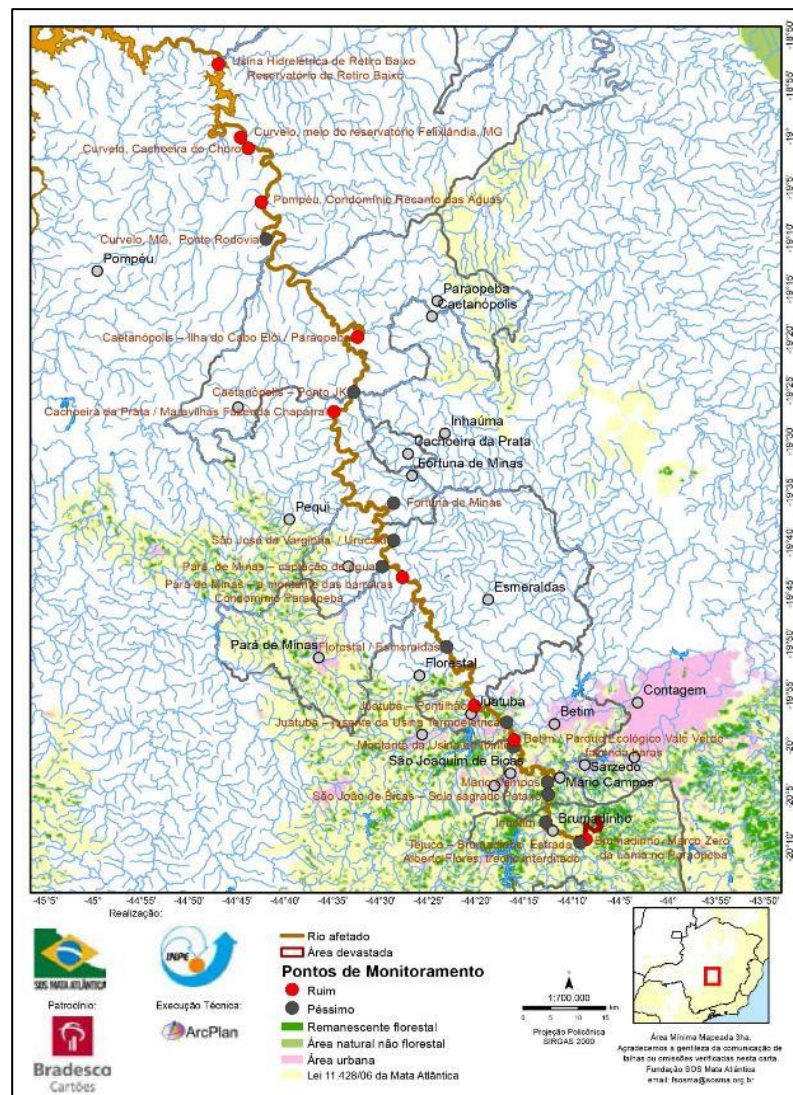 Usina Hidrelétrica de Retiro Baixo
Reservatório de Retiro Baixo
Curvelo, meio do reservatório Felixlândia, MG
Curvelo, Cachoeira do Choro
Pompéu, Condomínio Recanto das Águas
Curvelo, MG, Ponte Rodovia
Pompéu
Paraopeba
Caetanópolis
Caetanópolis – Ilha do Cabo Elói / Paraopeba
Caetanópolis – Ponto JK
Cachoeira da Prata / Maravilhas Fazenda Chaparra
Inhaúma
Cachoeira da Prata
Fortuna de Minas
Pequi
Fortuna de Minas
São José da Varginha / Urucuia
Pará de Minas – captação de água
Pará de Minas – a montante das barreiras
Condomínio Paraopeba
Esmeraldas
Pará de Minas
Florestal / Esmeraldas
Florestal
Contagem
Juatuba
Juatuba – Pontilhão
Betim
Juatuba – jusante da Usina Termoelétrica
Betim / Parque Ecológico Vale Verde
Montante da Usina
São Joaquim de Bicas
Sarzedo
Mário Campos
Mário Campos
São João de Bicas – Solo sagrado Pataxó
Brumadinho
Tejuco – Brumadinho Estrada
Alberto Flores, trecho interditado
Brumadinho, Marco Zero
da Lama no Paraopeba
-18°50'
-18°55'
-19°5'
-19°10'
-19°15'
-19°20'
-19°25'
-19°30'
-19°35'
-19°40'
-19°45'
-19°50'
-19°55'
-20°
-20°5'
-20°10'
-45°5' -45° -44°55' -44°50' -44°45' -44°40' -44°35' -44°30' -44°25' -44°20' -44°15' -44°10' -44°5' -44° -43°55' -43°50'
Realização:
SOS MATA ATLÂNTICA
INPE
Patrocínio:
Execução Técnica:
Bradesco
Cartões
ArcPlan
Rio afetado
Área devastada
Pontos de Monitoramento
Ruim
Péssimo
Remanescente florestal
Área natural não florestal
Área urbana
Lei 11.428/06 da Mata Atlântica
N
1:700.000
0 5 10 15 km
Projeção Policônica
SIRGAS 2000
Área Mínima Mapeada 3ha.
Agradecemos a gentileza da comunicação de
falhas ou omissões verificadas nesta carta.
Fundação SOS Mata Atlântica
email: fsosma@sosma.org.br